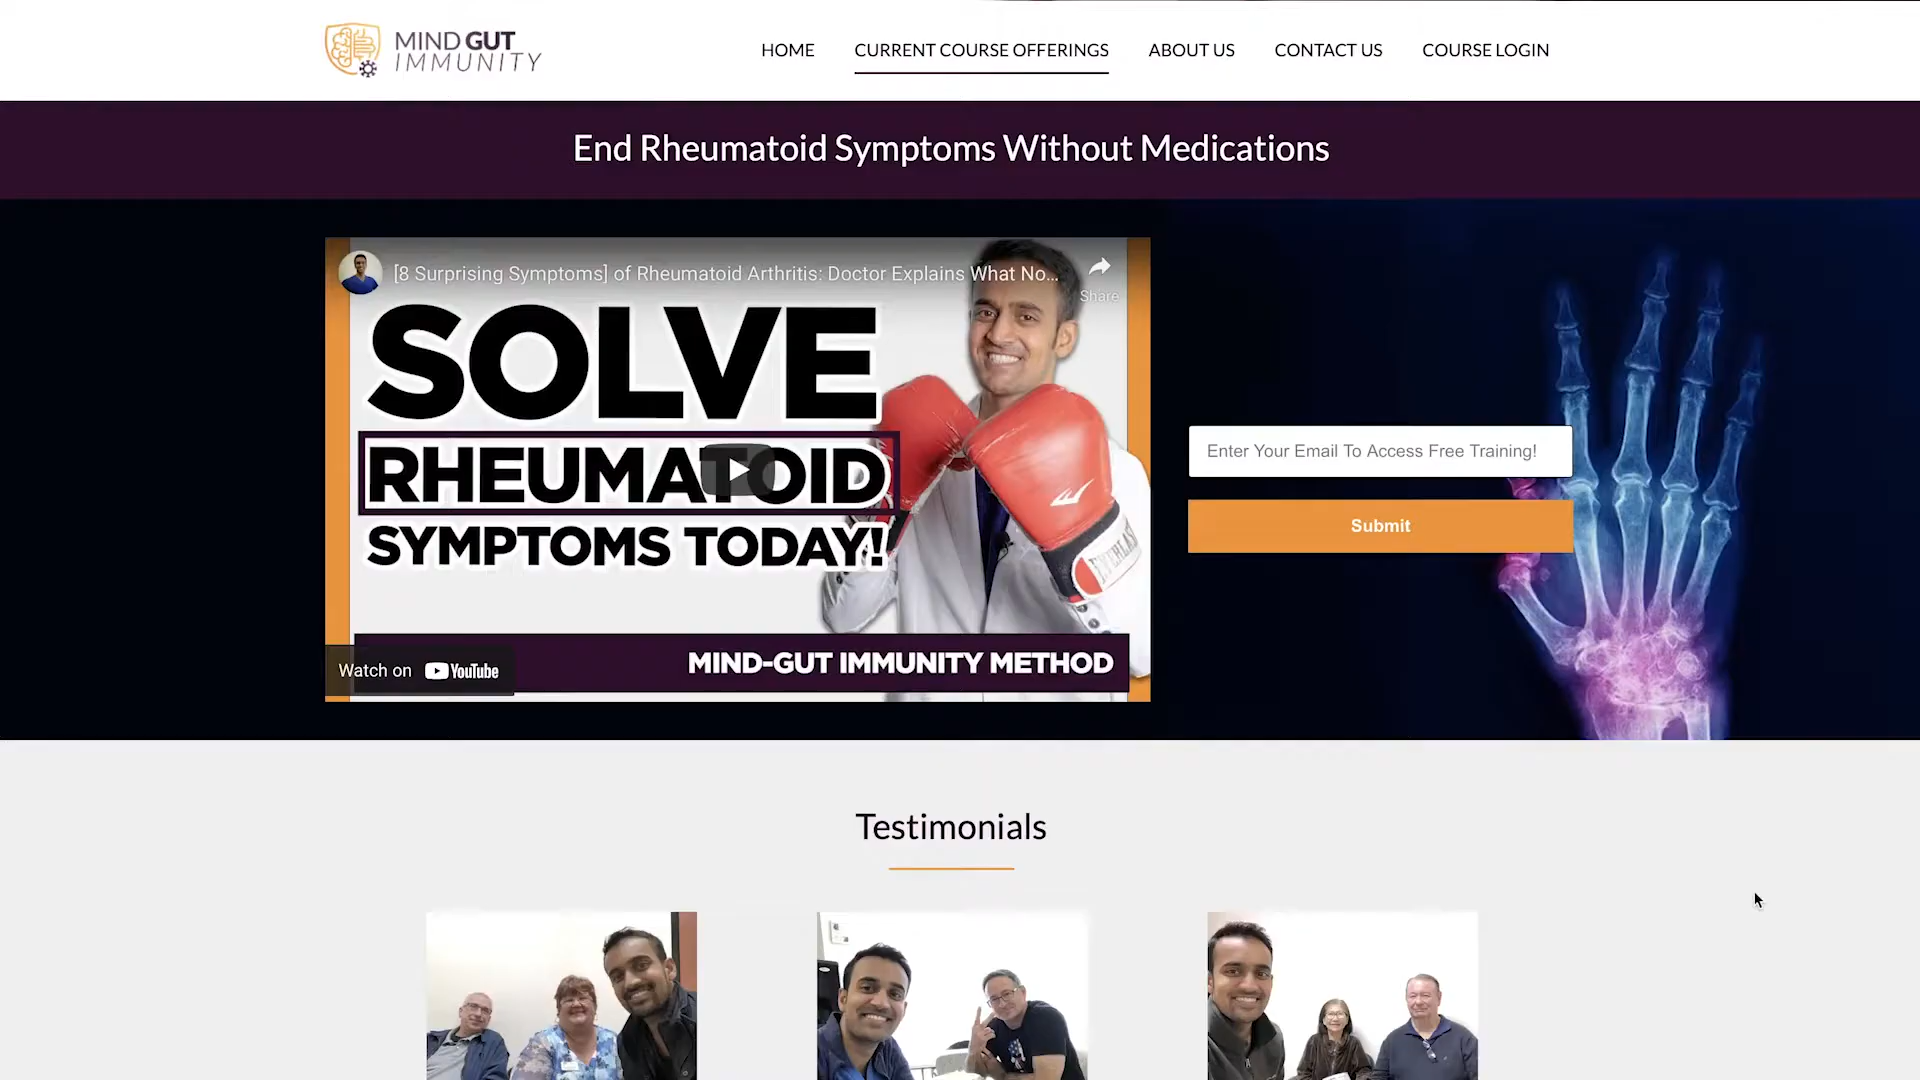 MIND GUT
IMMUNITY
HOME CURRENT COURSE OFFERINGS ABOUT US CONTACT US COURSE LOGIN
End Rheumatoid Symptoms Without Medications
[8 Surprising Symptoms] of Rheumatoid Arthritis: Doctor Explains What No...
Share
SOLVE
RHEUMATOID
SYMPTOMS TODAY!
EVERLAST
MIND-GUT IMMUNITY METHOD
Watch on YouTube
Enter Your Email To Access Free Training!
Submit
Testimonials